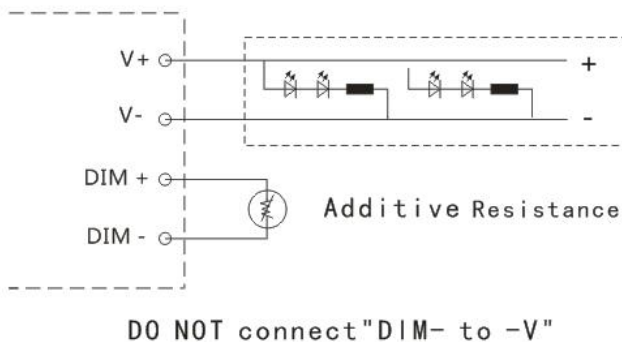 V+
+
V-
-
DIM +
Additive Resistance
DIM -
DO NOT connect"DIM- to -V"